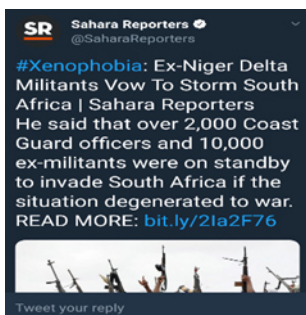 SR
Sahara Reporters
@SaharaReporters
#Xenophobia: Ex-Niger Delta
Militants Vow To Storm South
Africa | Sahara Reporters
He said that over 2,000 Coast
Guard officers and 10,000
ex-militants were on standby
to invade South Africa if the
situation degenerated to war.
READ MORE: bit.ly/2Ia2F76
Tweet your reply